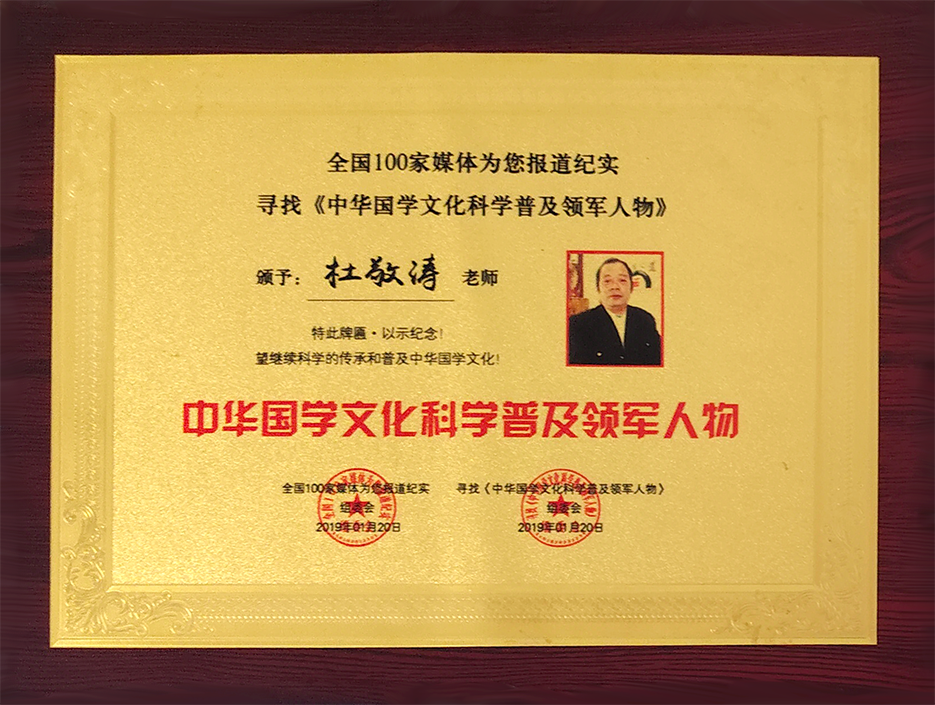 全国100家媒体为您报道纪实
寻找《中华国学文化科学普及领军人物》
颁予：杜敬涛 老师
特此牌匾·以示纪念！
望继续科学的传承和普及中华国学文化！
中华国学文化科学普及领军人物
全国100家媒体为您报道纪实
组委会
2019年01月20日
寻找《中华国学文化科学普及领军人物》
组委会
2019年01月20日